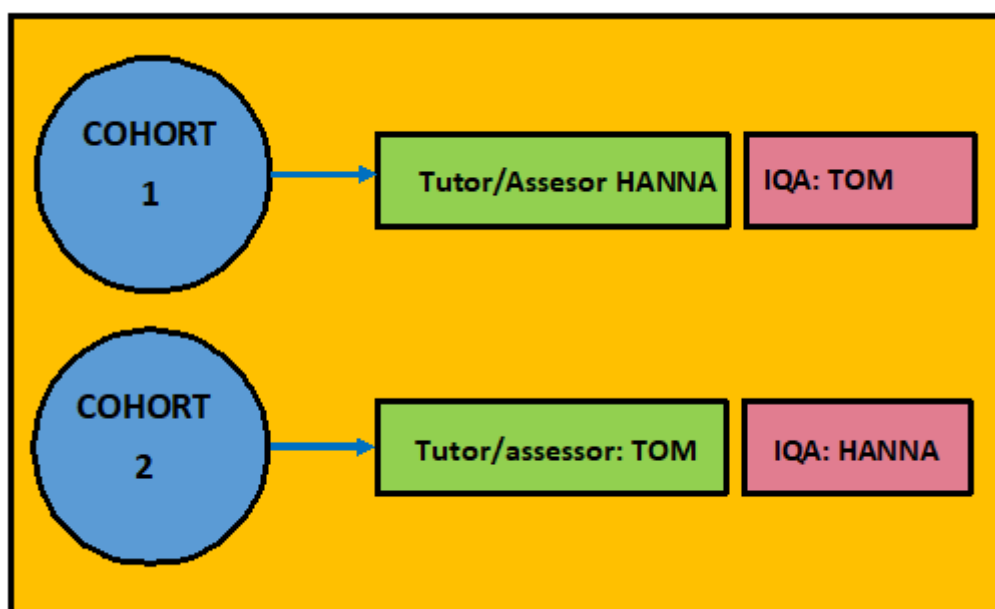 COHORT
1
Tutor/Assesor HANNA
IQA: TOM
COHORT
2
Tutor/assessor: TOM
IQA: HANNA